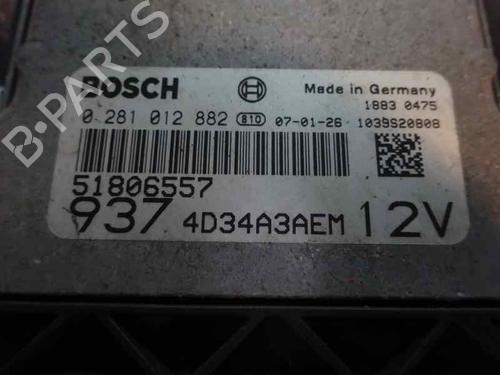 B-PARTS
BOSCH
Made in Germany
1883 0475
0 281 012 882 810 07-01-26 1039S20808
51806557
937 4D34A3AEM 12V